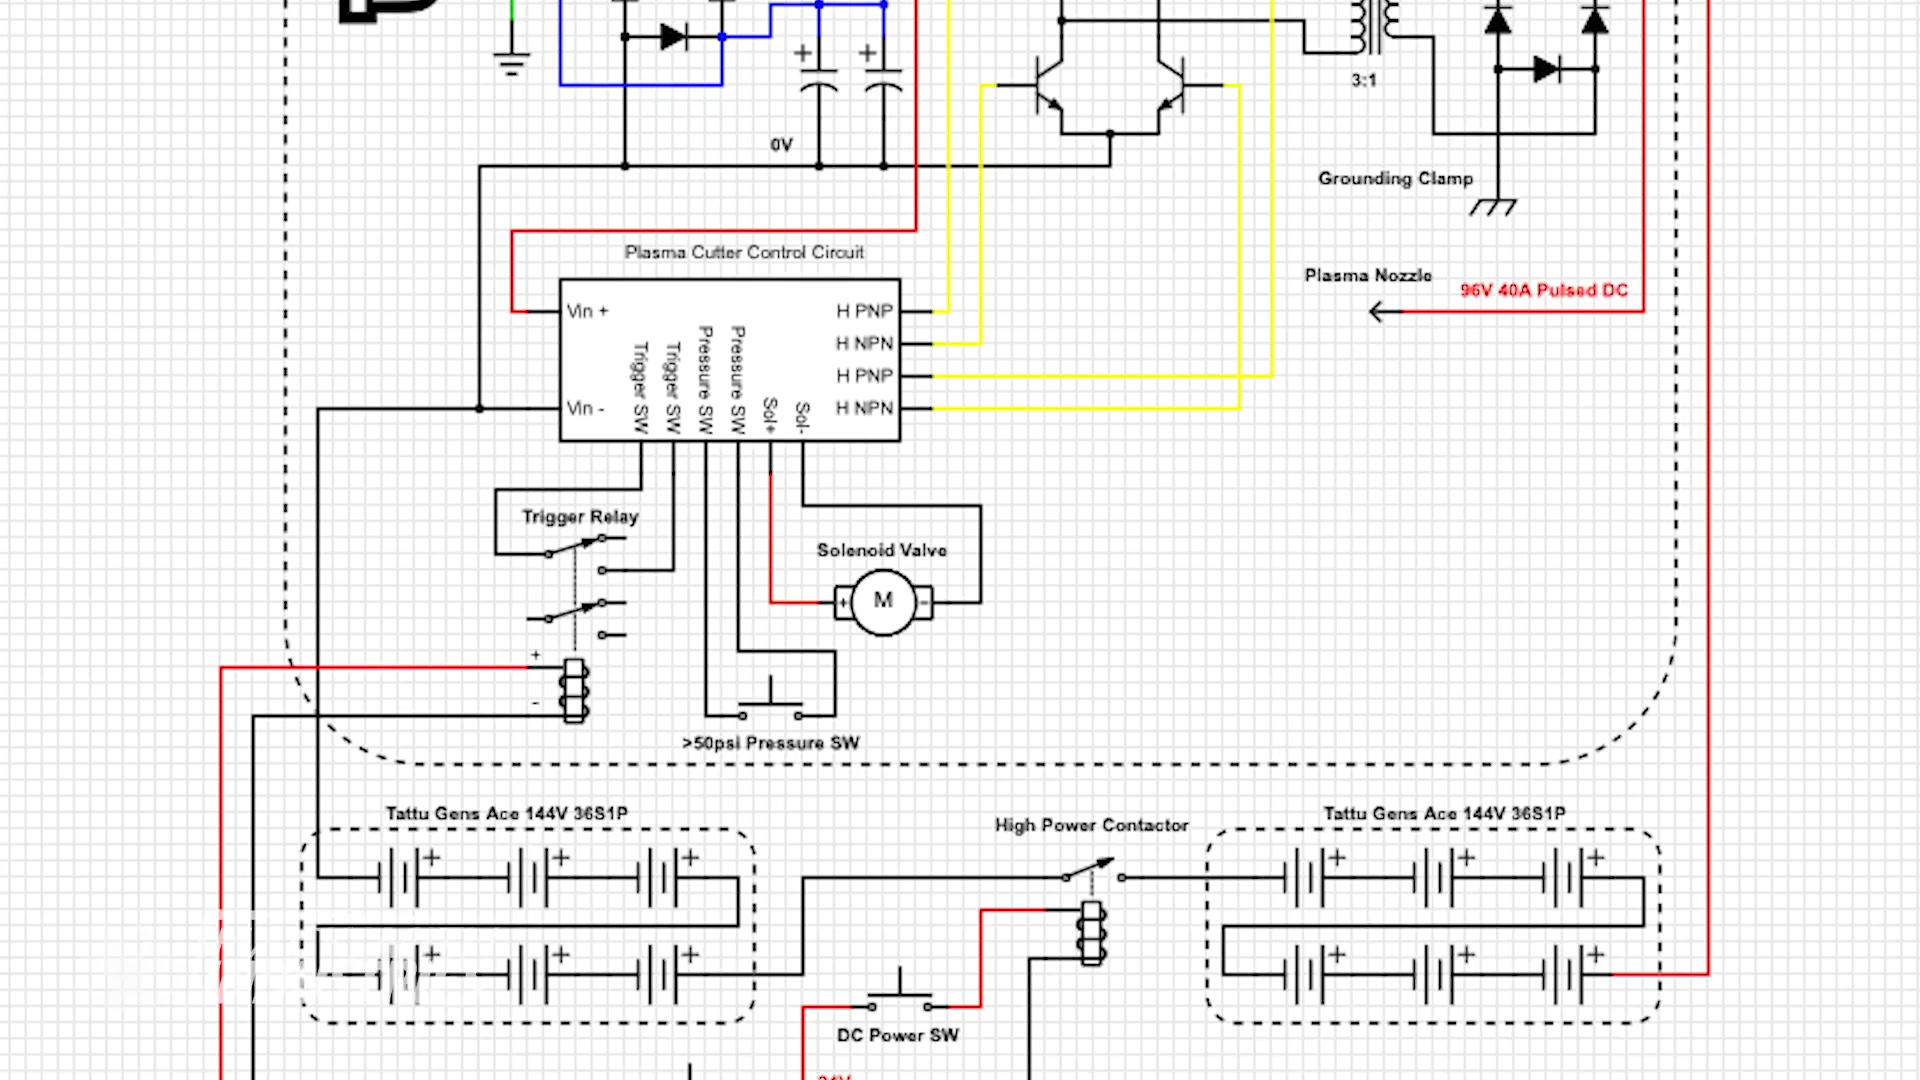 3:1
0V
Grounding Clamp
Plasma Cutter Control Circuit
Plasma Nozzle
96V 40A Pulsed DC
Vin +
H PNP
H NPN
H PNP
Vin -
H NPN
Trigger SW
Trigger SW
Pressure SW
Pressure SW
Sol+
Sol-
Trigger Relay
Solenoid Valve
+ M -
+
-
>50psi Pressure SW
Tattu Gens Ace 144V 36S1P
High Power Contactor
Tattu Gens Ace 144V 36S1P
DC Power SW